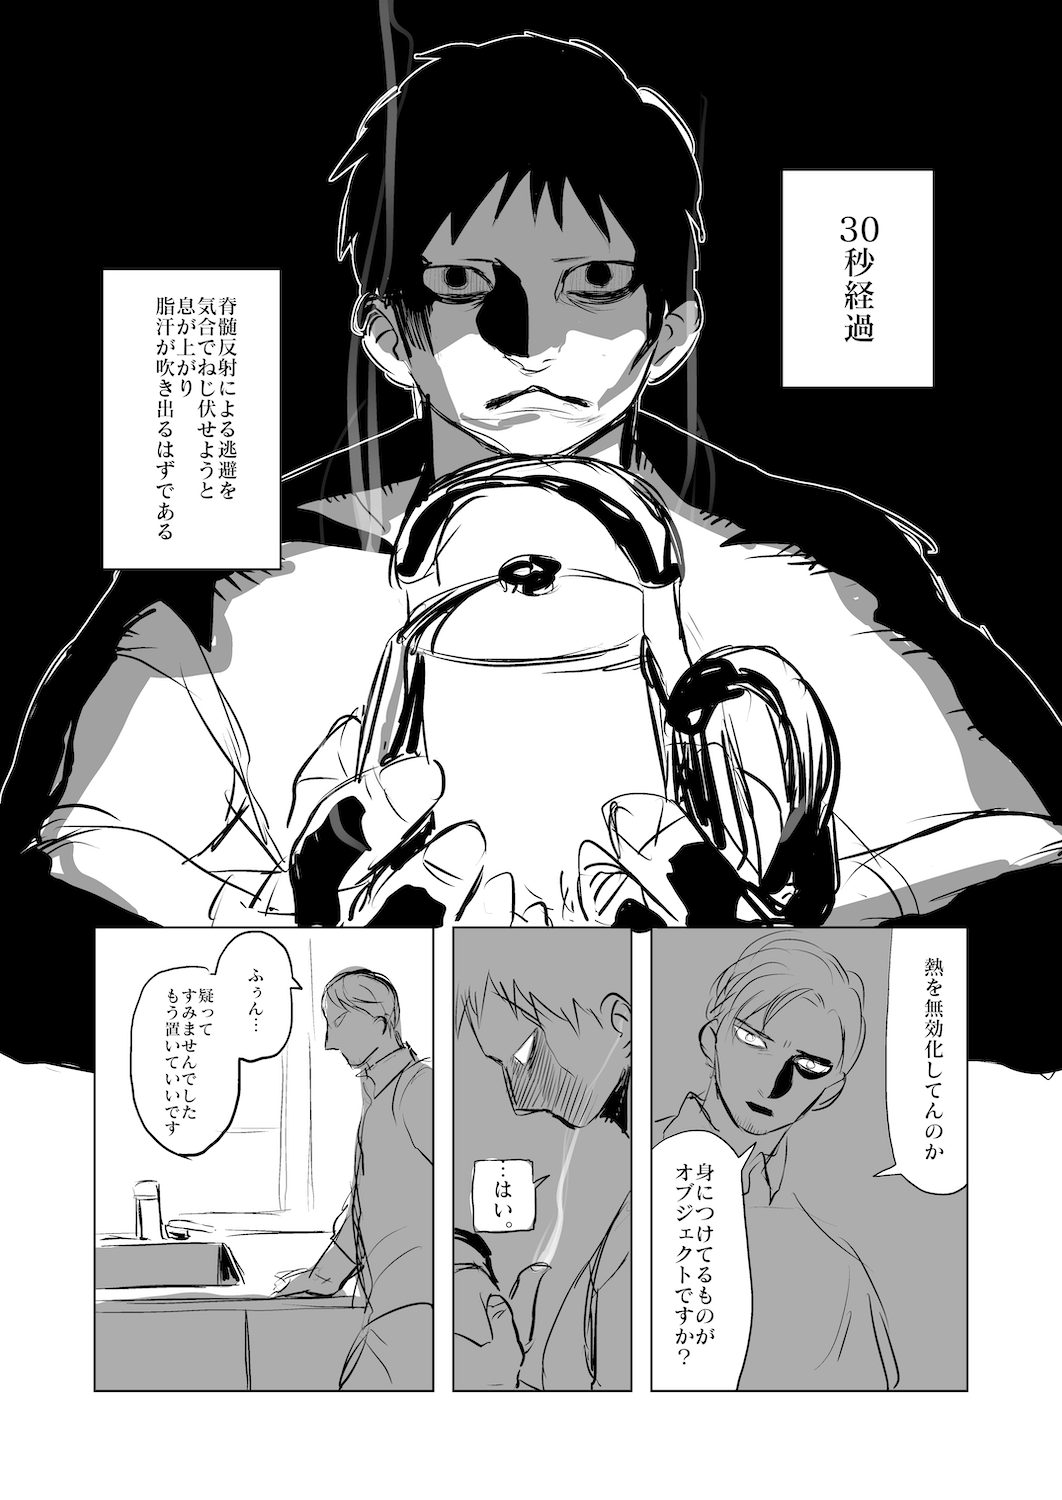 30秒経過
脊髄反射による逃避を
気合でねじ伏せようと
息が上がり
脂汗が吹き出るはずである
熱を無効化してんのか
身につけてるものが
オブジェクトですか？
…はい。
ふぅん…
疑って
すみませんでした
もう置いていいです